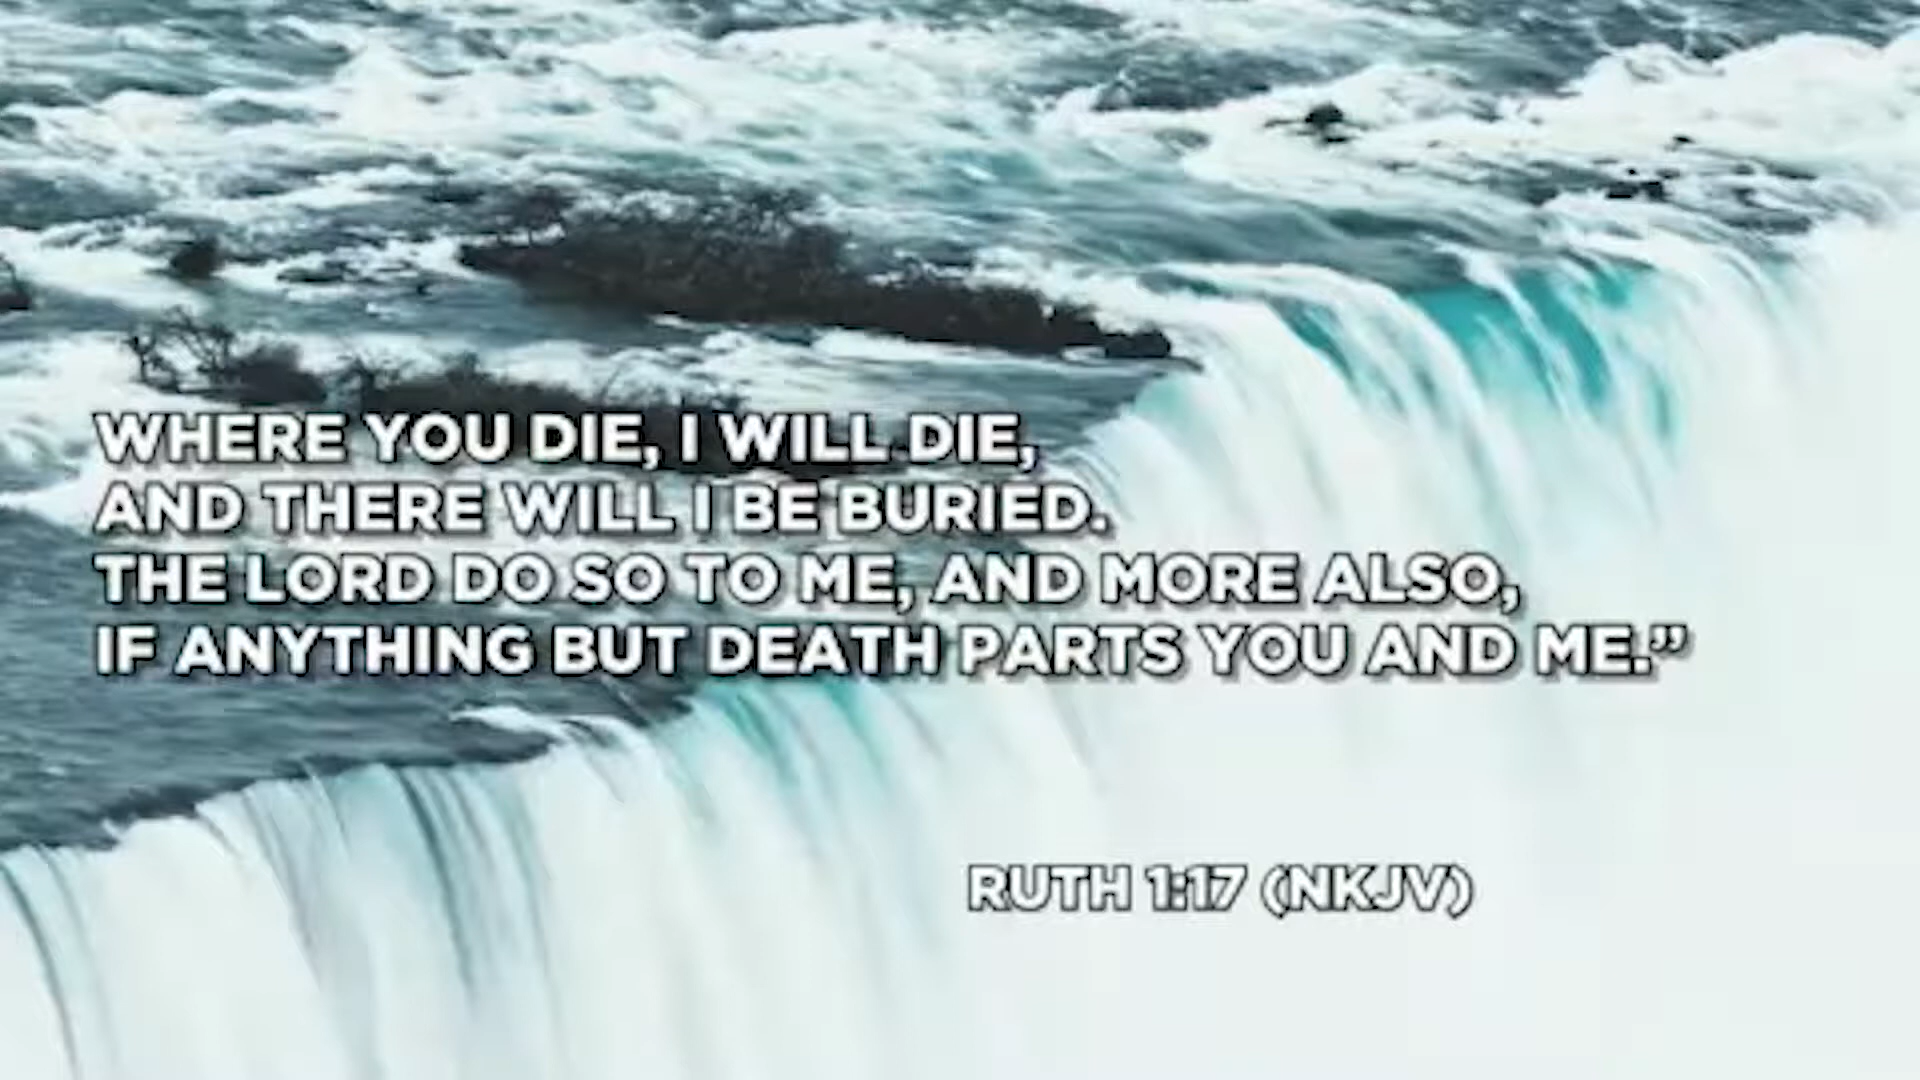 WHERE YOU DIE, I WILL DIE,
AND THERE WILL I BE BURIED.
THE LORD DO SO TO ME, AND MORE ALSO,
IF ANYTHING BUT DEATH PARTS YOU AND ME.”
RUTH 1:17 (NKJV)